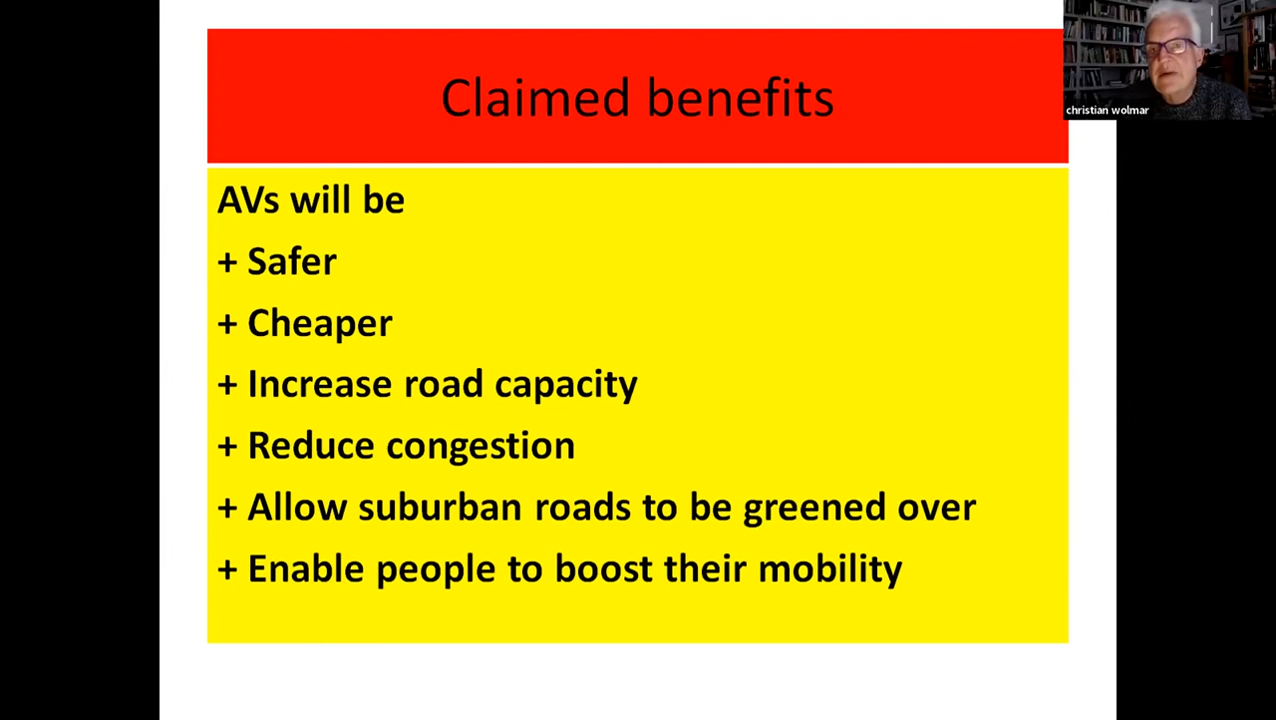 Claimed benefits
christian wolmar
AVs will be
+ Safer
+ Cheaper
+ Increase road capacity
+ Reduce congestion
+ Allow suburban roads to be greened over
+ Enable people to boost their mobility